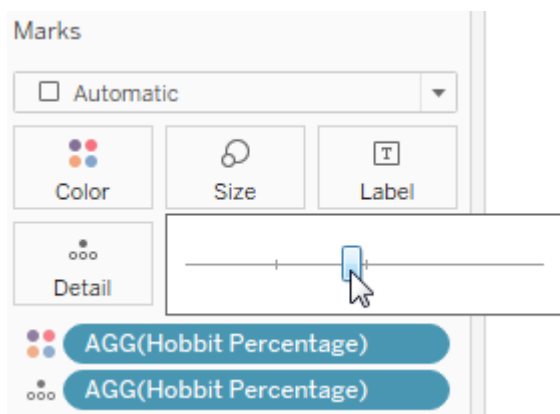 Marks
Automatic
Color Size Label
T
Detail
AGG(Hobbit Percentage)
AGG(Hobbit Percentage)